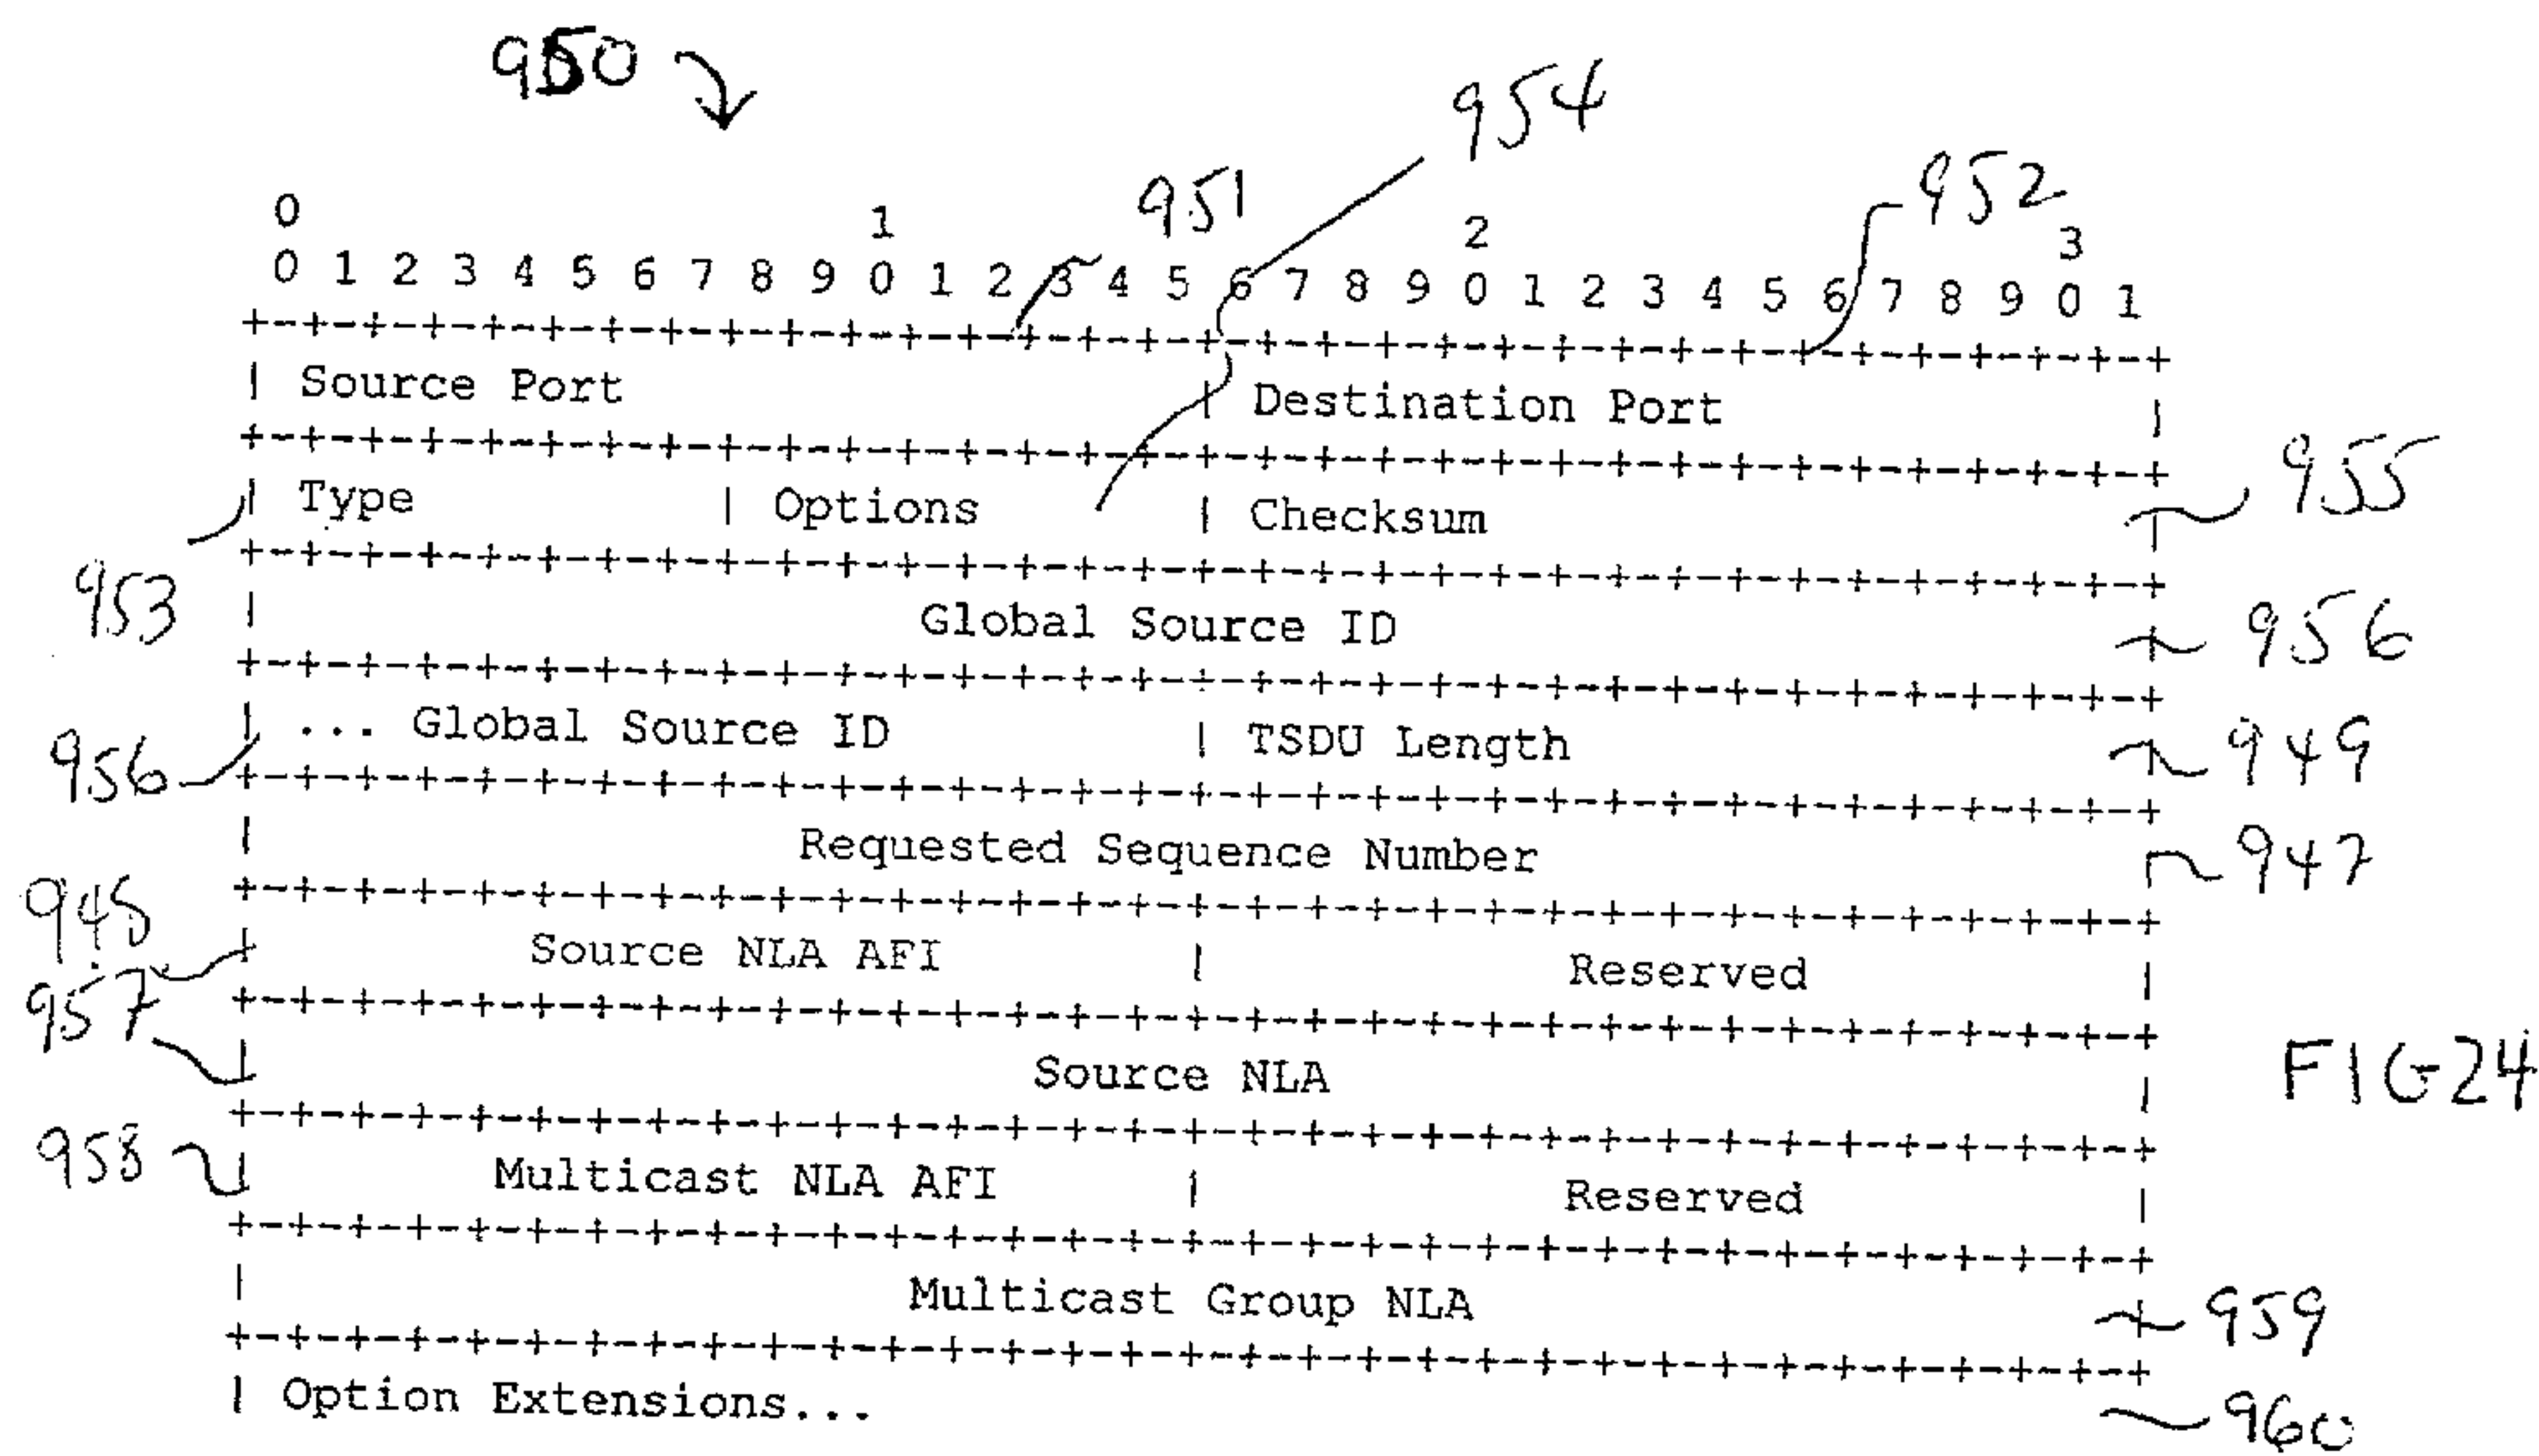 950
954
951
952
0 1 2 3
0 1 2 3 4 5 6 7 8 9 0 1 2 3 4 5 6 7 8 9 0 1 2 3 4 5 6 7 8 9 0 1
+-+-+-+-+-+-+-+-+-+-+-+-+-+-+-+-+-+-+-+-+-+-+-+-+-+-+-+-+-+-+-+-+
| Source Port | Destination Port |
+-+-+-+-+-+-+-+-+-+-+-+-+-+-+-+-+-+-+-+-+-+-+-+-+-+-+-+-+-+-+-+-+
| Type | Options | Checksum | 955
+-+-+-+-+-+-+-+-+-+-+-+-+-+-+-+-+-+-+-+-+-+-+-+-+-+-+-+-+-+-+-+-+
953 | Global Source ID | 956
+-+-+-+-+-+-+-+-+-+-+-+-+-+-+-+-+-+-+-+-+-+-+-+-+-+-+-+-+-+-+-+-+
956 | ... Global Source ID | TSDU Length | 949
+-+-+-+-+-+-+-+-+-+-+-+-+-+-+-+-+-+-+-+-+-+-+-+-+-+-+-+-+-+-+-+-+
| Requested Sequence Number | 947
+-+-+-+-+-+-+-+-+-+-+-+-+-+-+-+-+-+-+-+-+-+-+-+-+-+-+-+-+-+-+-+-+
| Source NLA AFI | Reserved |
+-+-+-+-+-+-+-+-+-+-+-+-+-+-+-+-+-+-+-+-+-+-+-+-+-+-+-+-+-+-+-+-+
957 | Source NLA |
FIG 24
+-+-+-+-+-+-+-+-+-+-+-+-+-+-+-+-+-+-+-+-+-+-+-+-+-+-+-+-+-+-+-+-+
958 | Multicast NLA AFI | Reserved |
+-+-+-+-+-+-+-+-+-+-+-+-+-+-+-+-+-+-+-+-+-+-+-+-+-+-+-+-+-+-+-+-+
| Multicast Group NLA | 959
+-+-+-+-+-+-+-+-+-+-+-+-+-+-+-+-+-+-+-+-+-+-+-+-+-+-+-+-+-+-+-+-+
| Option Extensions... 960